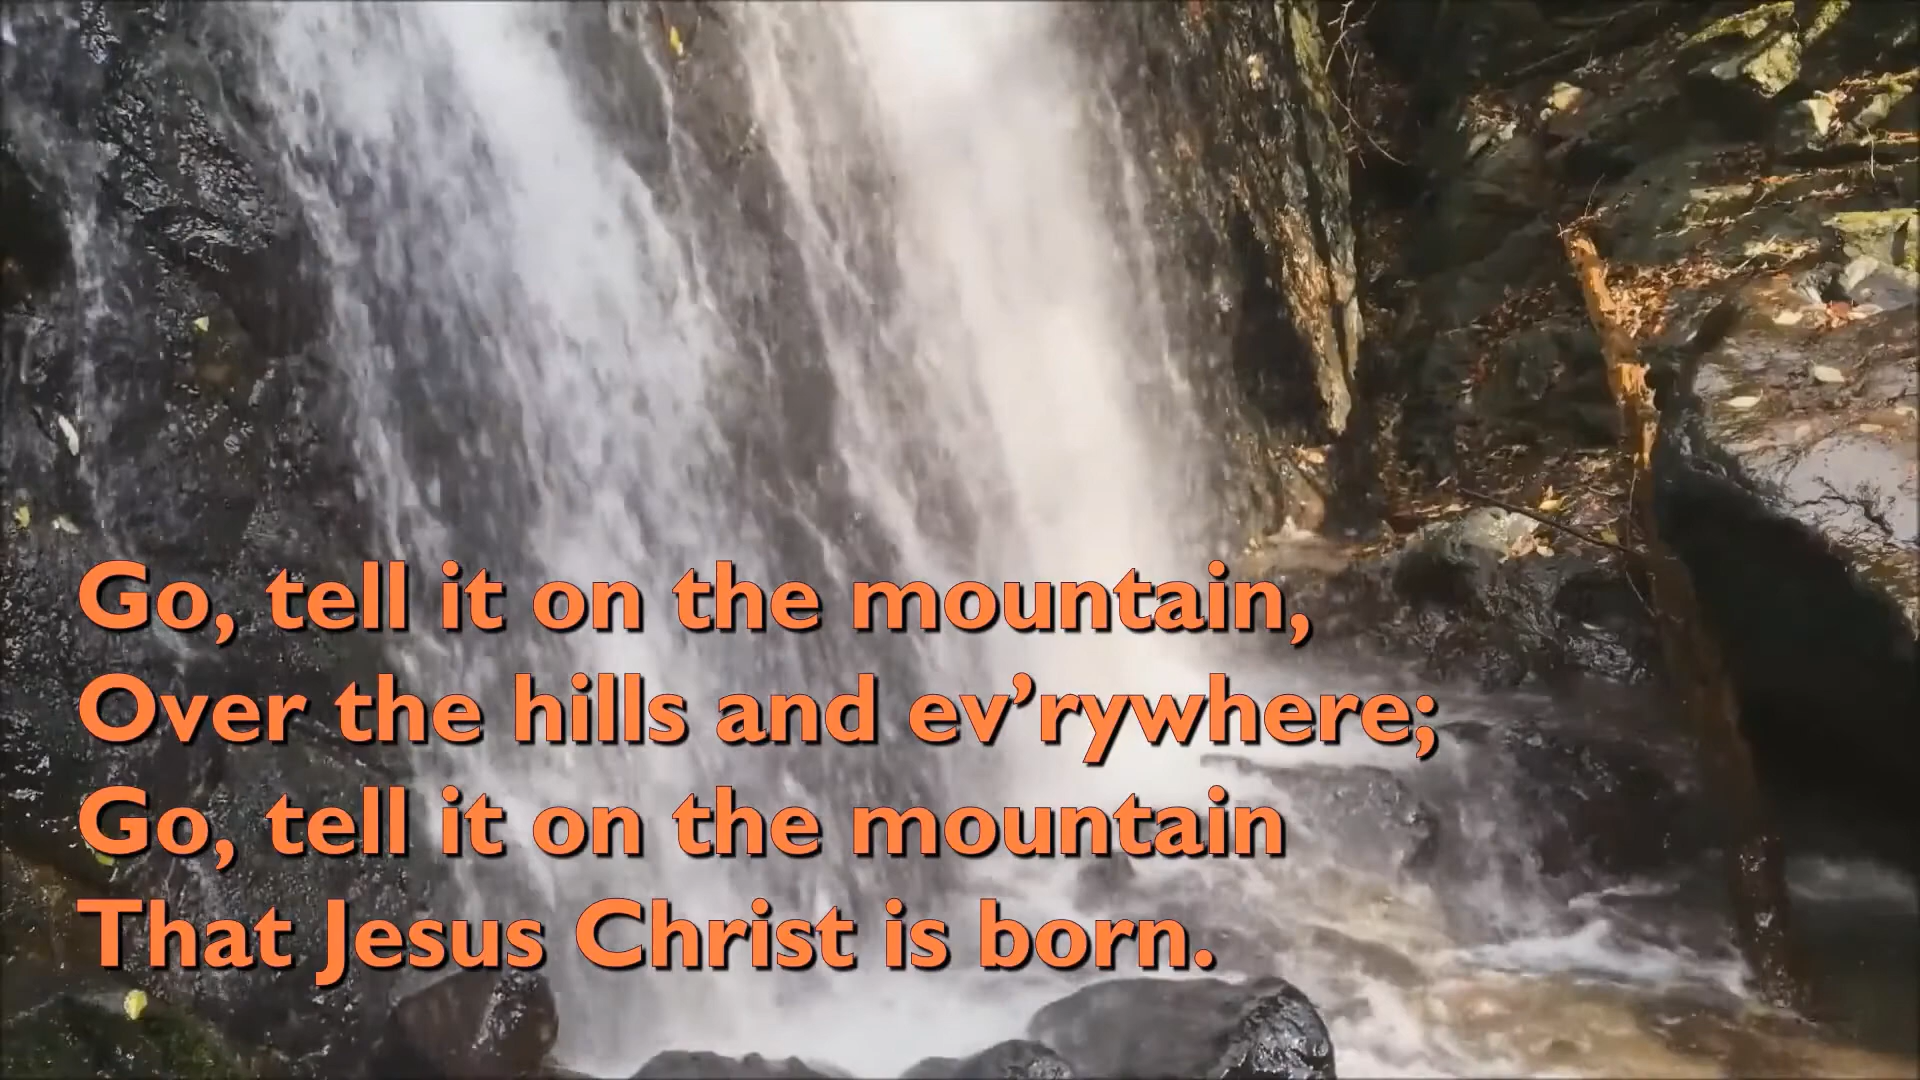 Go, tell it on the mountain,
Over the hills and ev’rywhere;
Go, tell it on the mountain
That Jesus Christ is born.